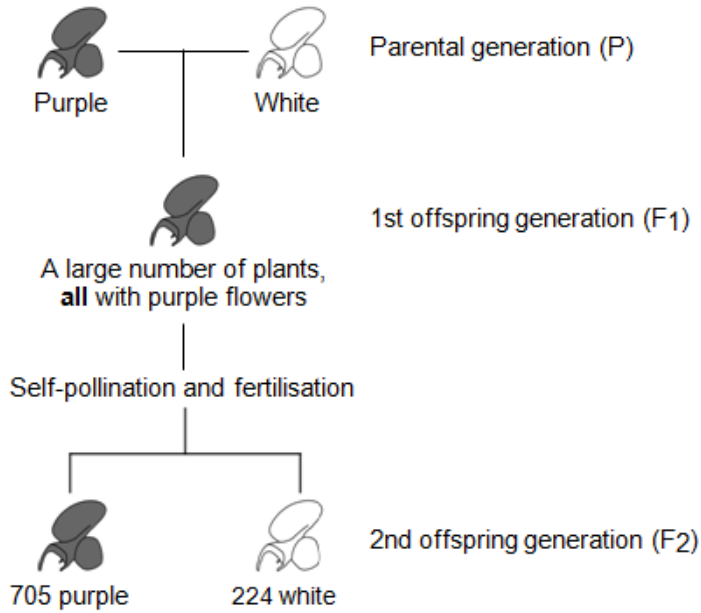 Parental generation (P)
Purple
White
1st offspring generation (F1)
A large number of plants,
all with purple flowers
Self-pollination and fertilisation
2nd offspring generation (F2)
705 purple
224 white